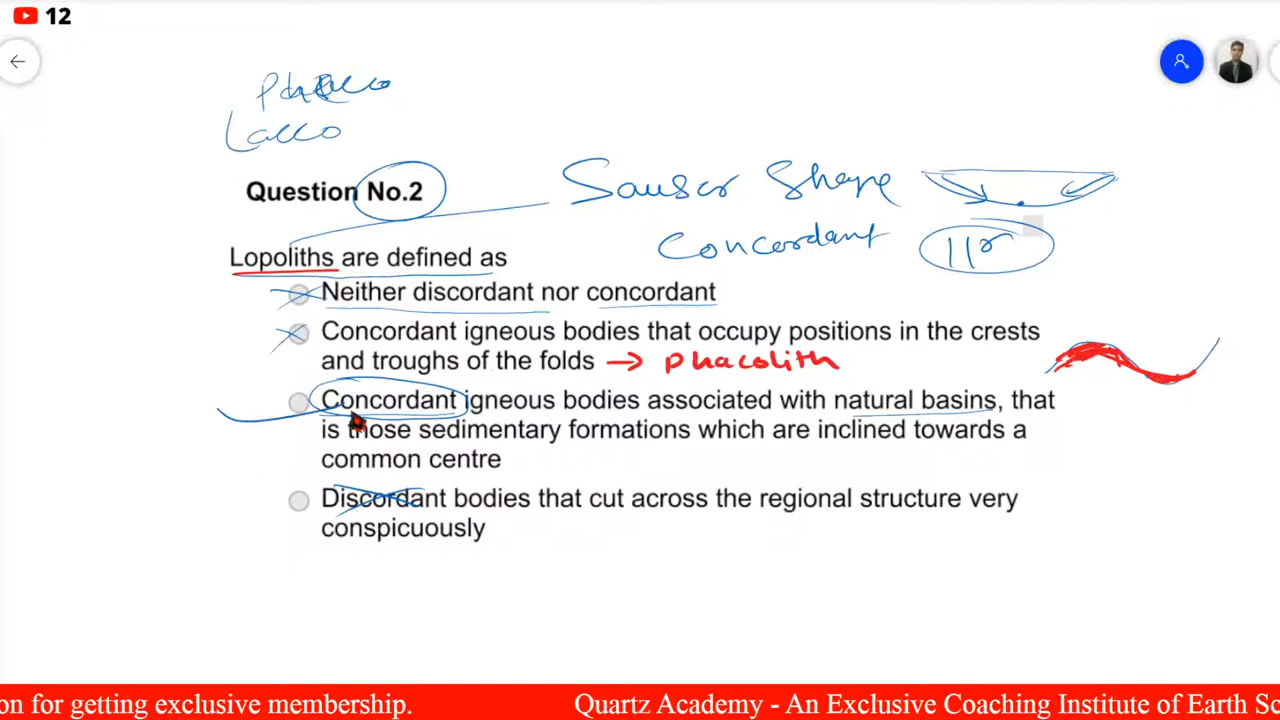 12
Phaco
Lacco
Question No.2
Sauser Shape
Concordant
11r
Lopoliths are defined as
Neither discordant nor concordant
Concordant igneous bodies that occupy positions in the crests
and troughs of the folds → phacolith
Concordant igneous bodies associated with natural basins, that
is those sedimentary formations which are inclined towards a
common centre
Discordant bodies that cut across the regional structure very
conspicuously
on for getting exclusive membership.
Quartz Academy - An Exclusive Coaching Institute of Earth Sc